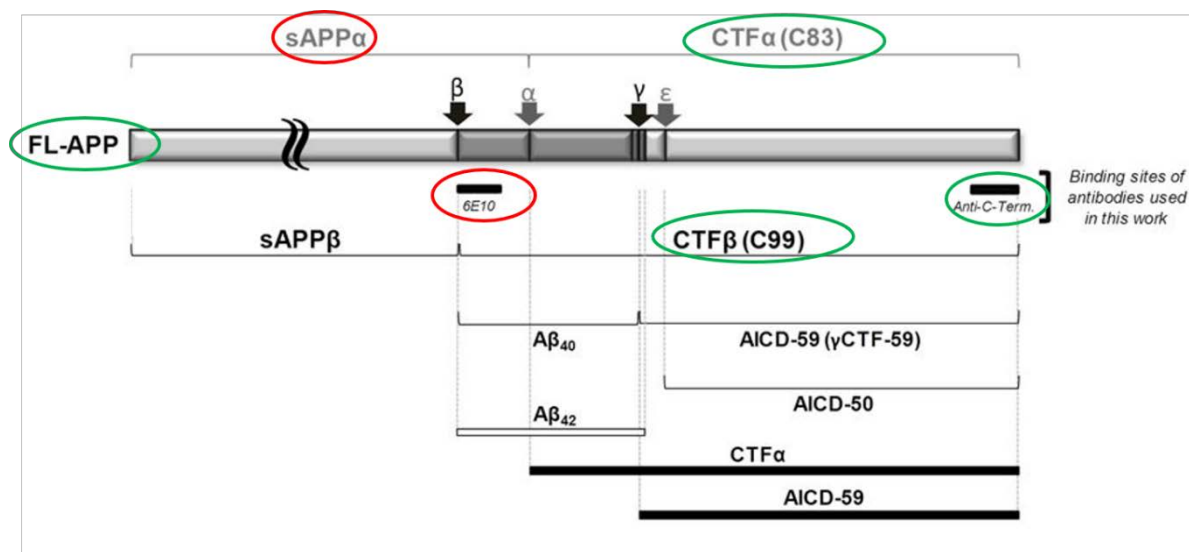 sAPPα
CTFα (C83)
β
α
γ
ε
FL-APP
6E10
Anti-C-Term.
Binding sites of
antibodies used
in this work
sAPPβ
CTFβ (C99)
Aβ₄₀
AICD-59 (γCTF-59)
AICD-50
Aβ₄₂
CTFα
AICD-59